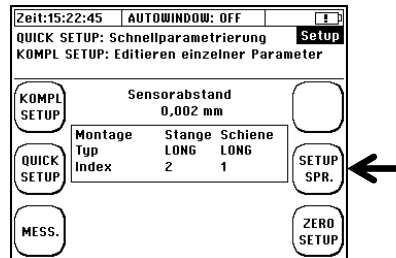 Zeit:15:22:45 AUTOWINDOW: OFF !
QUICK SETUP: Schnellparametrierung Setup
KOMPL SETUP: Editieren einzelner Parameter
KOMPL
SETUP
Sensorabstand
0,002 mm
Montage Stange Schiene
Typ LONG LONG
Index 2 1
QUICK
SETUP
SETUP
SPR.
MESS.
ZERO
SETUP